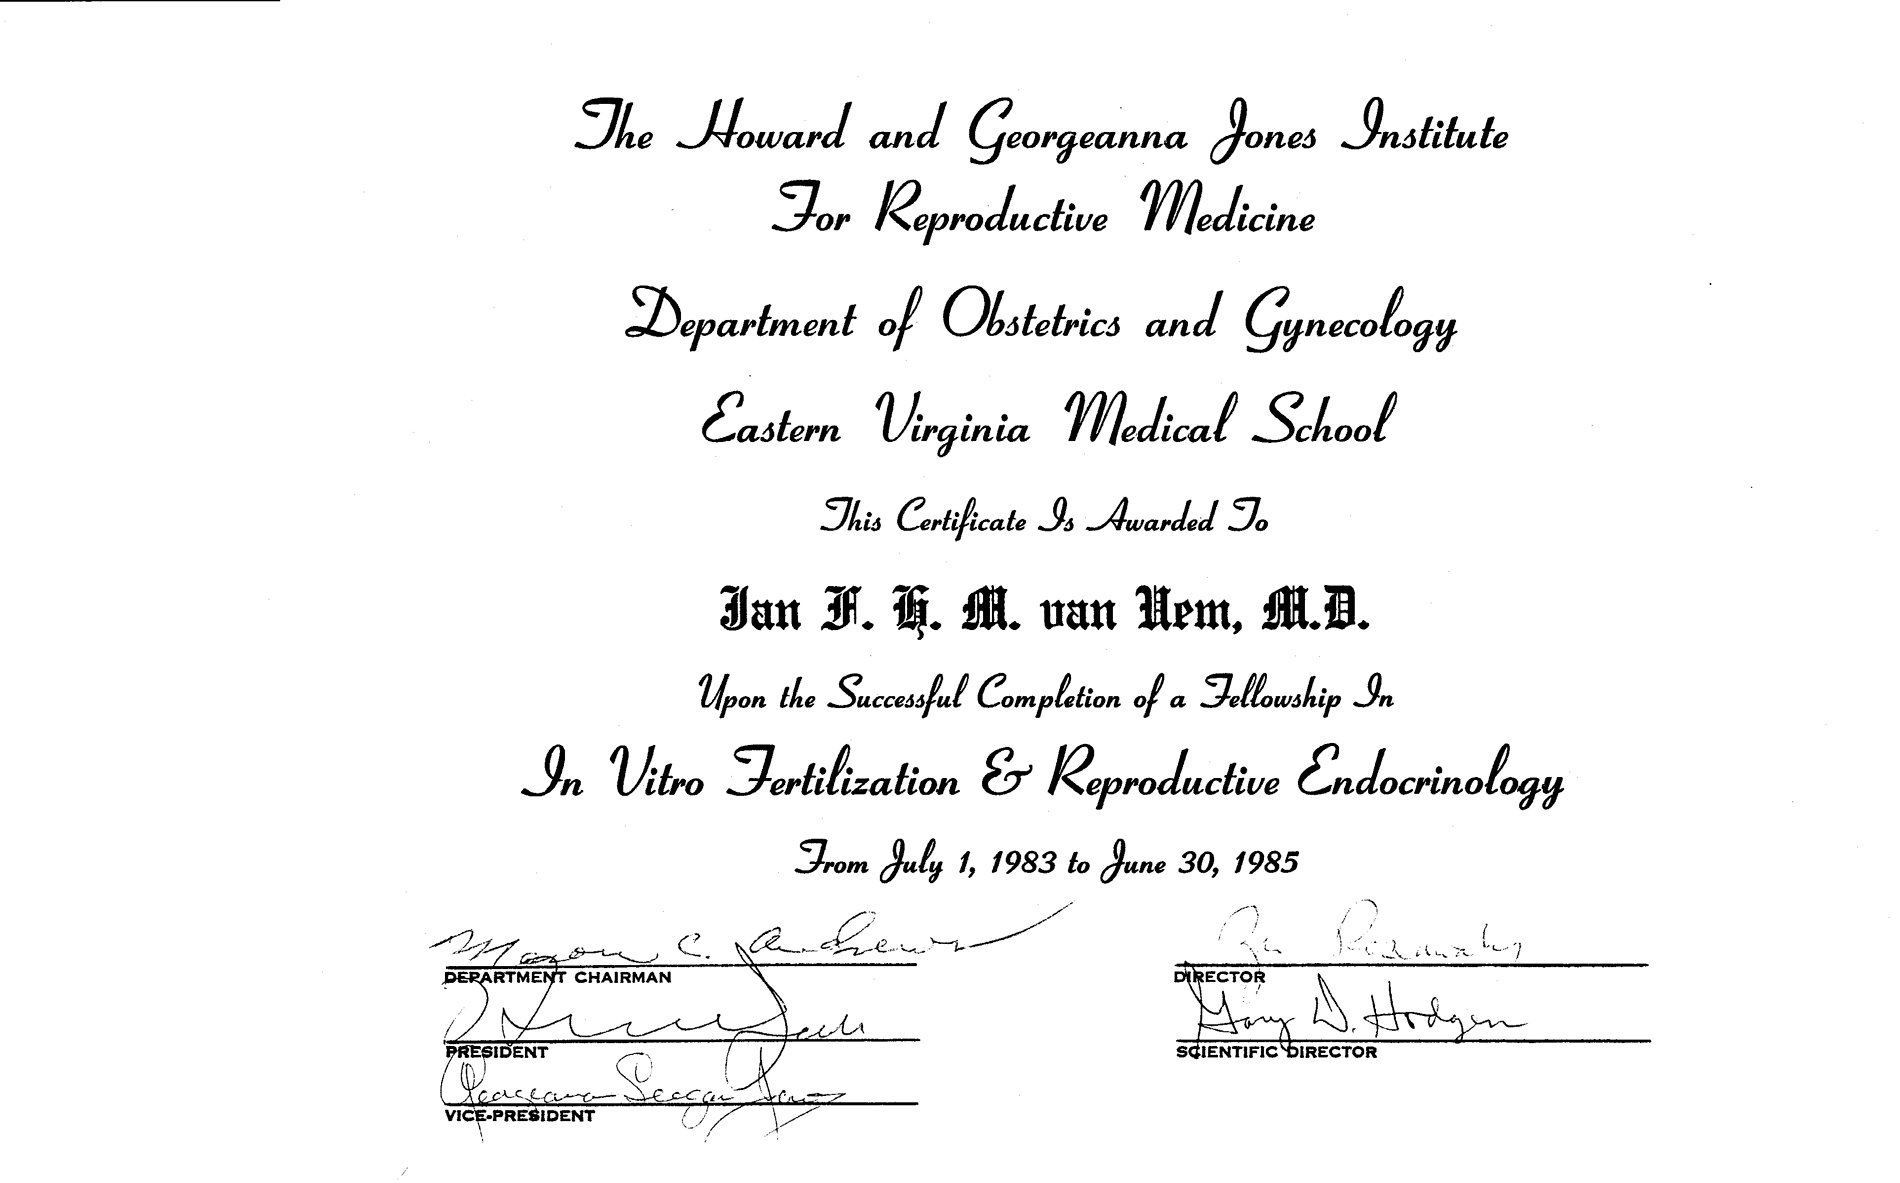 The Howard and Georgeanna Jones Institute
For Reproductive Medicine
Department of Obstetrics and Gynecology
Eastern Virginia Medical School
This Certificate Is Awarded To
Jan F. H. M. van Uem, M.D.
Upon the Successful Completion of a Fellowship In
In Vitro Fertilization & Reproductive Endocrinology
From July 1, 1983 to June 30, 1985
Mason C. Andrews
DEPARTMENT CHAIRMAN
PRESIDENT
Georgeanna Seegar Jones
VICE-PRESIDENT
DIRECTOR
Gary D. Hodgen
SCIENTIFIC DIRECTOR